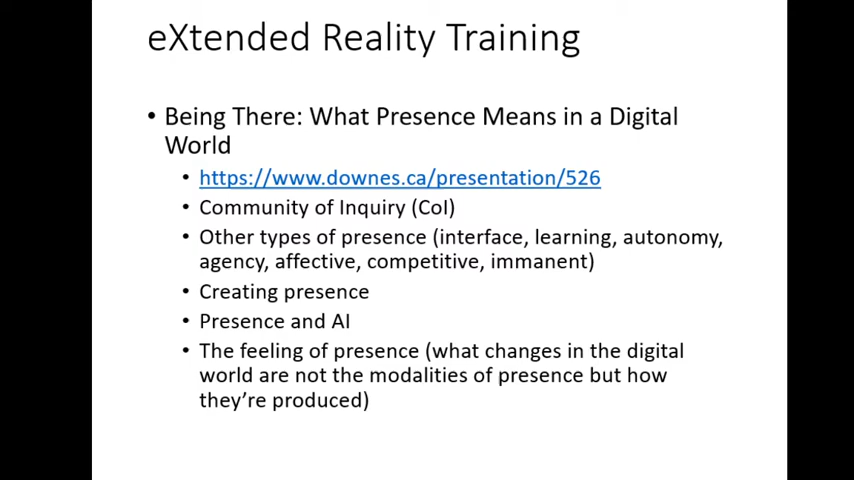 eXtended Reality Training
• Being There: What Presence Means in a Digital
World
• https://www.downes.ca/presentation/526
• Community of Inquiry (CoI)
• Other types of presence (interface, learning, autonomy,
agency, affective, competitive, immanent)
• Creating presence
• Presence and AI
• The feeling of presence (what changes in the digital
world are not the modalities of presence but how
they’re produced)